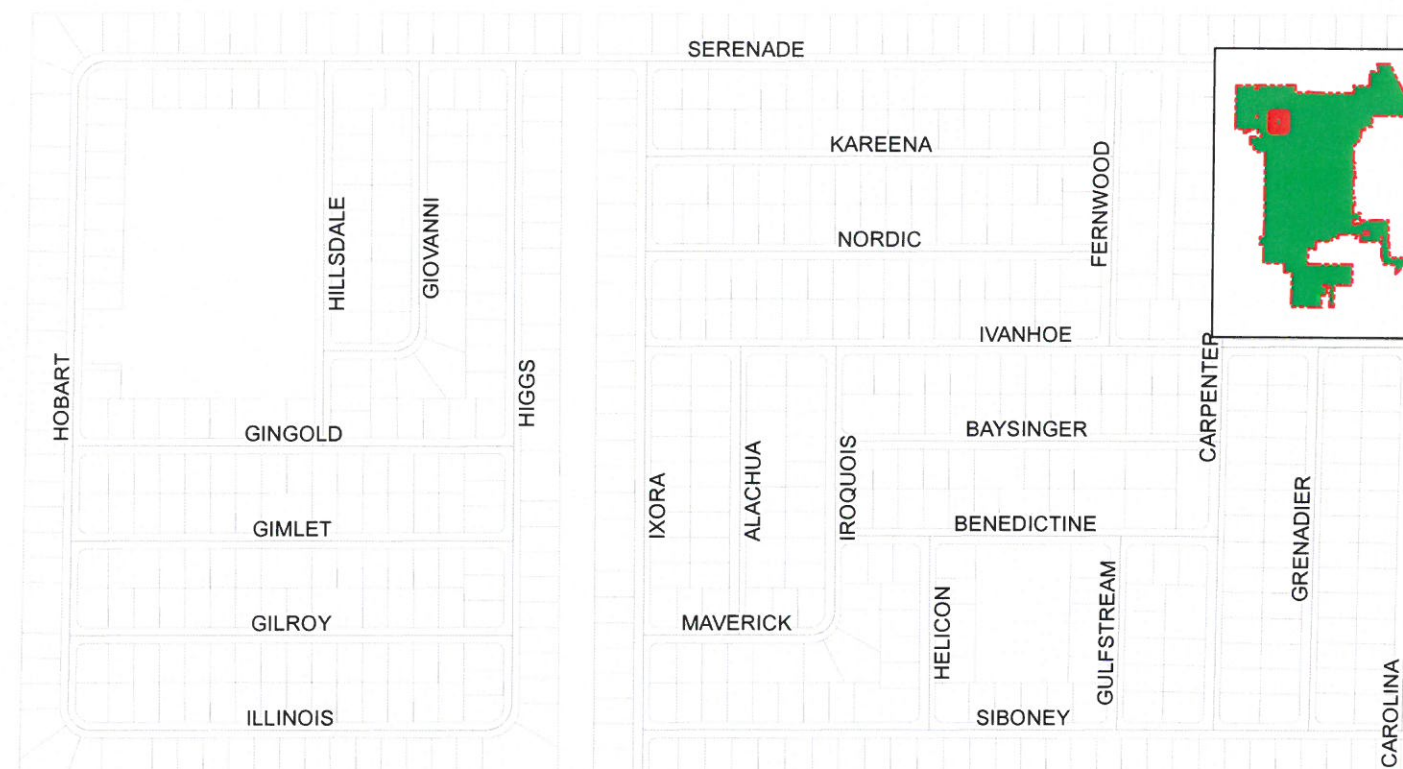 SERENADE
KAREENA
FERNWOOD
NORDIC
HILLSDALE
GIOVANNI
IVANHOE
HOBART
HIGGS
CARPENTER
GINGOLD
BAYSINGER
IXORA
ALACHUA
IROQUOIS
GRENADIER
GIMLET
BENEDICTINE
GILROY
MAVERICK
HELICON
GULFSTREAM
ILLINOIS
SIBONEY
CAROLINA